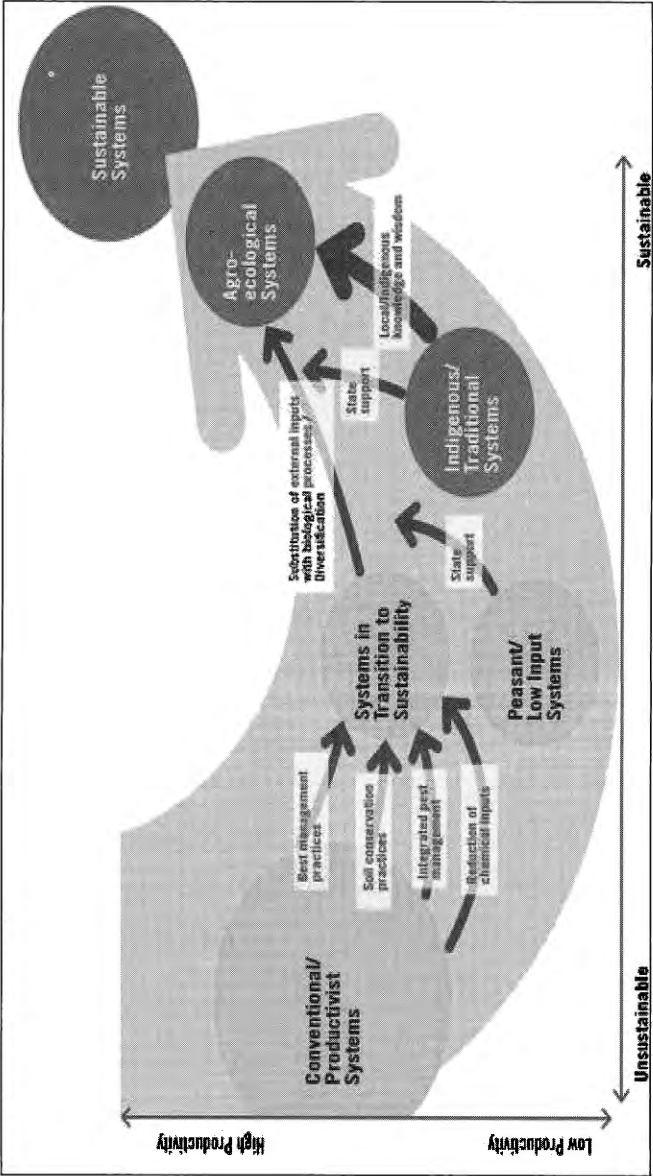 Sustainable
Systems
Agro-
ecological
Systems
Local/Indigenous
knowledge and wisdom
State
support
Substitution of external inputs
with biological processes /
Diversification
Indigenous/
Traditional
Systems
State
support
Systems in
Transition to
Sustainability
Peasant/
Low Input
Systems
Best management
practices
Soil conservation
practices
Integrated pest
management
Reduction of
chemical inputs
Conventional/
Productivist
Systems
High Productivity
Low Productivity
Unsustainable
Sustainable